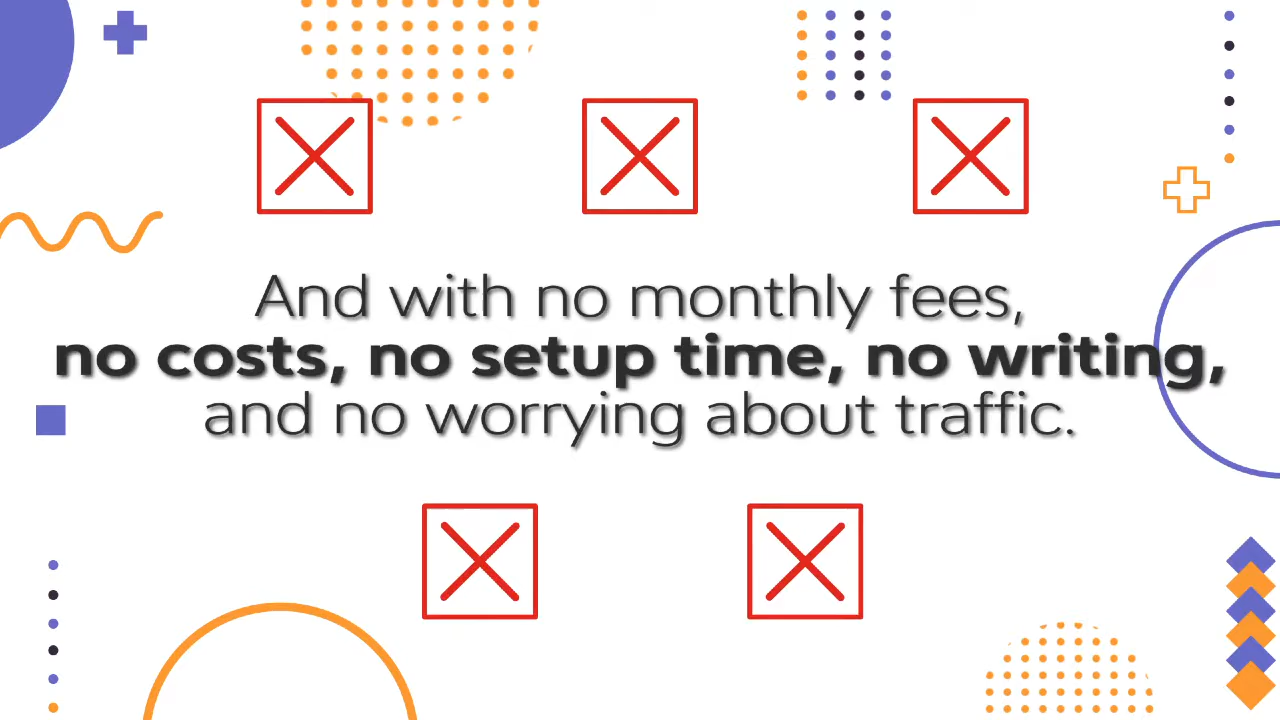 And with no monthly fees,
no costs, no setup time, no writing,
and no worrying about traffic.